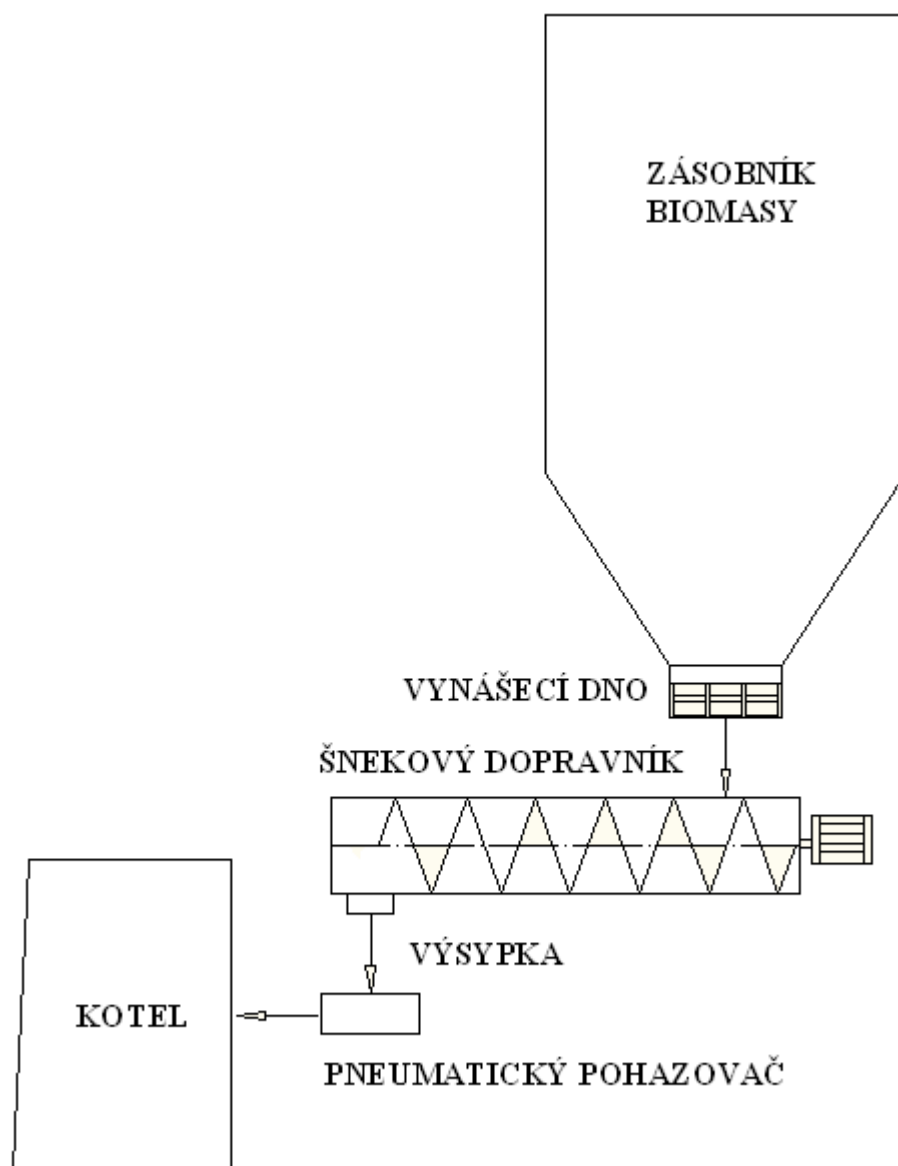 ZÁSOBNÍK
BIOMASY
VYNÁŠECÍ DNO
ŠNEKOVÝ DOPRAVNÍK
VÝSYPKA
KOTEL
PNEUMATICKÝ POHAZOVAČ